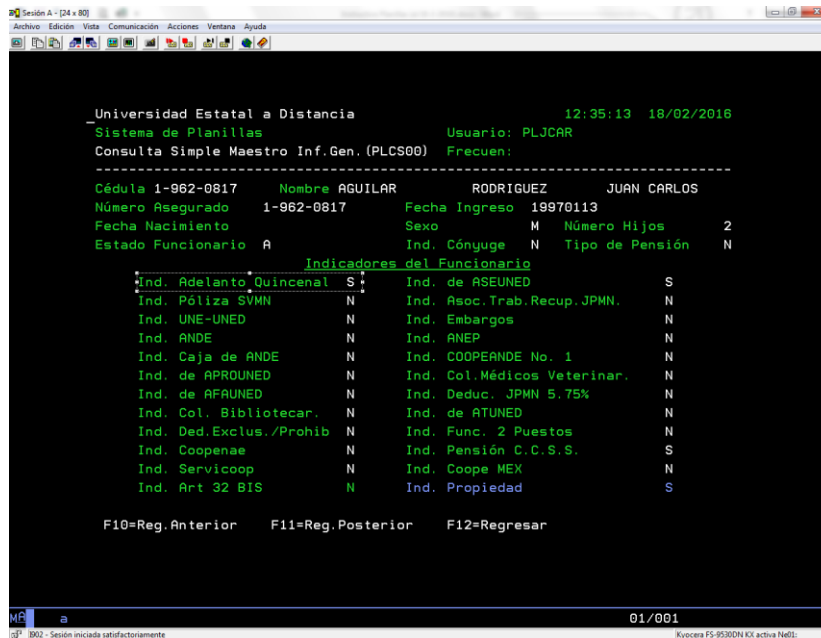 Sesión A - [24 x 80]
Archivo Edición Vista Comunicación Acciones Ventana Ayuda
_Universidad Estatal a Distancia 12:35:13 18/02/2016
Sistema de Planillas Usuario: PLJCAR
Consulta Simple Maestro Inf.Gen.(PLCS00) Frecuen:
Cédula 1-962-0817 Nombre AGUILAR RODRIGUEZ JUAN CARLOS
Número Asegurado 1-962-0817 Fecha Ingreso 19970113
Fecha Nacimiento Sexo M Número Hijos 2
Estado Funcionario A Ind. Cónyuge N Tipo de Pensión N
Indicadores del Funcionario
Ind. Adelanto Quincenal S Ind. de ASEUNED S
Ind. Póliza SVMN N Ind. Asoc.Trab.Recup.JPMN. N
Ind. UNE-UNED N Ind. Embargos N
Ind. ANDE N Ind. ANEP N
Ind. Caja de ANDE N Ind. COOPEANDE No. 1 N
Ind. de APROUNED N Ind. Col.Médicos Veterinar. N
Ind. de AFAUNED N Ind. Deduc. JPMN 5.75% N
Ind. Col. Bibliotecar. N Ind. de ATUNED N
Ind. Ded.Exclus./Prohib N Ind. Func. 2 Puestos N
Ind. Coopenae N Ind. Pensión C.C.S.S. S
Ind. Servicoop N Ind. Coope MEX N
Ind. Art 32 BIS N Ind. Propiedad S
F10=Reg.Anterior F11=Reg.Posterior F12=Regresar
MA a 01/001
I902 - Sesión iniciada satisfactoriamente Kyocera FS-9530DN KX activa Ne01: